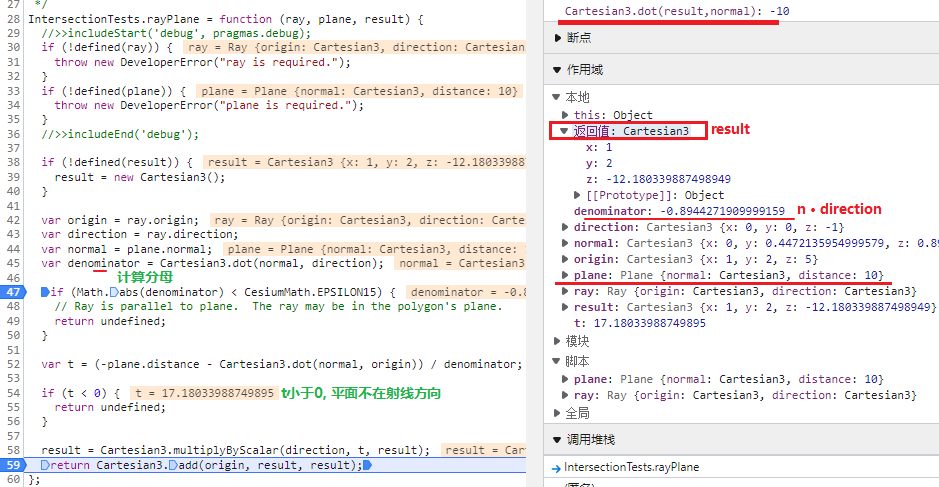 27 */
28 IntersectionTests.rayPlane = function (ray, plane, result) {
29 //>>includeStart('debug', pragmas.debug);
30 if (!defined(ray)) { ray = Ray {origin: Cartesian3, direction: Cartesian
31 throw new DeveloperError("ray is required.");
32 }
33 if (!defined(plane)) { plane = Plane {normal: Cartesian3, distance: 10}
34 throw new DeveloperError("plane is required.");
35 }
36 //>>includeEnd('debug');
37
38 if (!defined(result)) { result = Cartesian3 {x: 1, y: 2, z: -12.180339887
39 result = new Cartesian3();
40 }
41
42 var origin = ray.origin; ray = Ray {origin: Cartesian3, direction: Cartes
43 var direction = ray.direction;
44 var normal = plane.normal; plane = Plane {normal: Cartesian3, distance:
45 var denominator = Cartesian3.dot(normal, direction); normal = Cartesian3
46 计算分母
47 if (Math.abs(denominator) < CesiumMath.EPSILON15) { denominator = -0.8
48 // Ray is parallel to plane. The ray may be in the polygon's plane.
49 return undefined;
50 }
51
52 var t = (-plane.distance - Cartesian3.dot(normal, origin)) / denominator;
53
54 if (t < 0) { t = 17.18033988749895 t小于0, 平面不在射线方向
55 return undefined;
56 }
57
58 result = Cartesian3.multiplyByScalar(direction, t, result); result = Car
59 return Cartesian3.add(origin, result, result);
60 };
Cartesian3.dot(result,normal): -10
断点
作用域
本地
this: Object
返回值: Cartesian3 result
x: 1
y: 2
z: -12.180339887498949
[[Prototype]]: Object
denominator: -0.8944271909999159 n • direction
direction: Cartesian3 {x: 0, y: 0, z: -1}
normal: Cartesian3 {x: 0, y: 0.4472135954999579, z: 0.89
origin: Cartesian3 {x: 1, y: 2, z: 5}
plane: Plane {normal: Cartesian3, distance: 10}
ray: Ray {origin: Cartesian3, direction: Cartesian3}
result: Cartesian3 {x: 1, y: 2, z: -12.180339887498949}
t: 17.18033988749895
模块
脚本
plane: Plane {normal: Cartesian3, distance: 10}
ray: Ray {origin: Cartesian3, direction: Cartesian3}
全局
调用堆栈
IntersectionTests.rayPlane